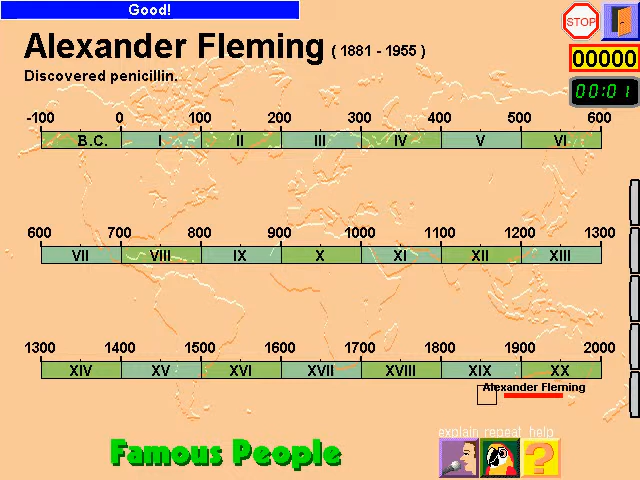 Good!
STOP
Alexander Fleming ( 1881 - 1955 )
00000
Discovered penicillin.
00:01
-100 0 100 200 300 400 500 600
B.C. I II III IV V VI
600 700 800 900 1000 1100 1200 1300
VII VIII IX X XI XII XIII
1300 1400 1500 1600 1700 1800 1900 2000
XIV XV XVI XVII XVIII XIX XX
Alexander Fleming
explain repeat help
Famous People
?